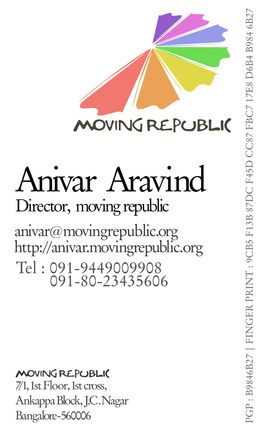 MOVING REPUBLIC
Anivar Aravind
Director, moving republic
anivar@movingrepublic.org
http://anivar.movingrepublic.org
Tel : 091-9449009908
091-80-23435606
MOVING REPUBLIC
7/1, 1st Floor, 1st cross,
Ankappa Block, J.C. Nagar
Bangalore-560006
PGP : B9846B27 | FINGER PRINT : 9CB5 F13B 87DC F45D CC87 FBC7 17E8 D6B4 B984 6B27